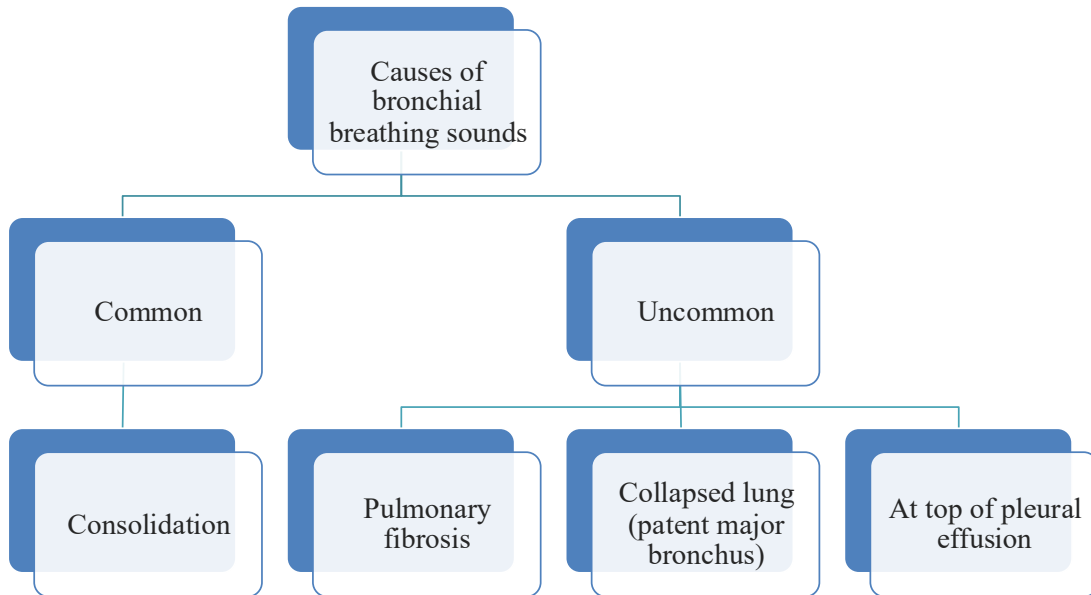 Causes of
bronchial
breathing sounds
Common
Uncommon
Consolidation
Pulmonary
fibrosis
Collapsed lung
(patent major
bronchus)
At top of pleural
effusion